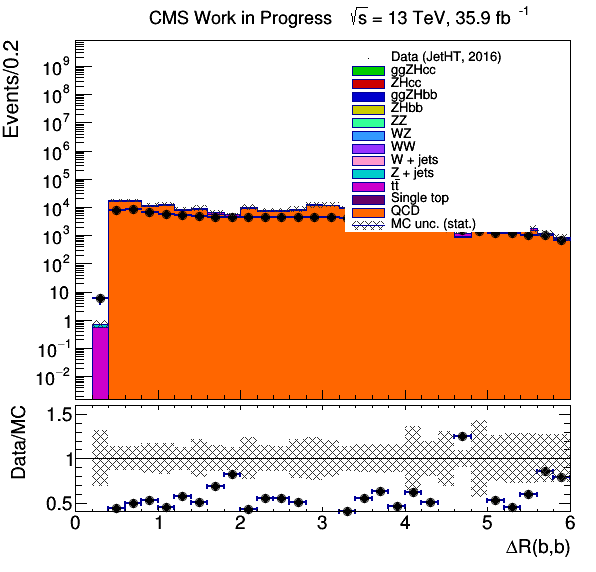 CMS Work in Progress √s = 13 TeV, 35.9 fb⁻¹
Events/0.2
10⁹
10⁸
10⁷
10⁶
10⁵
10⁴
10³
10²
10
1
10⁻¹
10⁻²
Data (JetHT, 2016)
ggZHcc
ZHcc
ggZHbb
ZHbb
ZZ
WZ
WW
W + jets
Z + jets
tt̄
Single top
QCD
MC unc. (stat.)
Data/MC
1.5
1
0.5
0 1 2 3 4 5 6
ΔR(b,b)